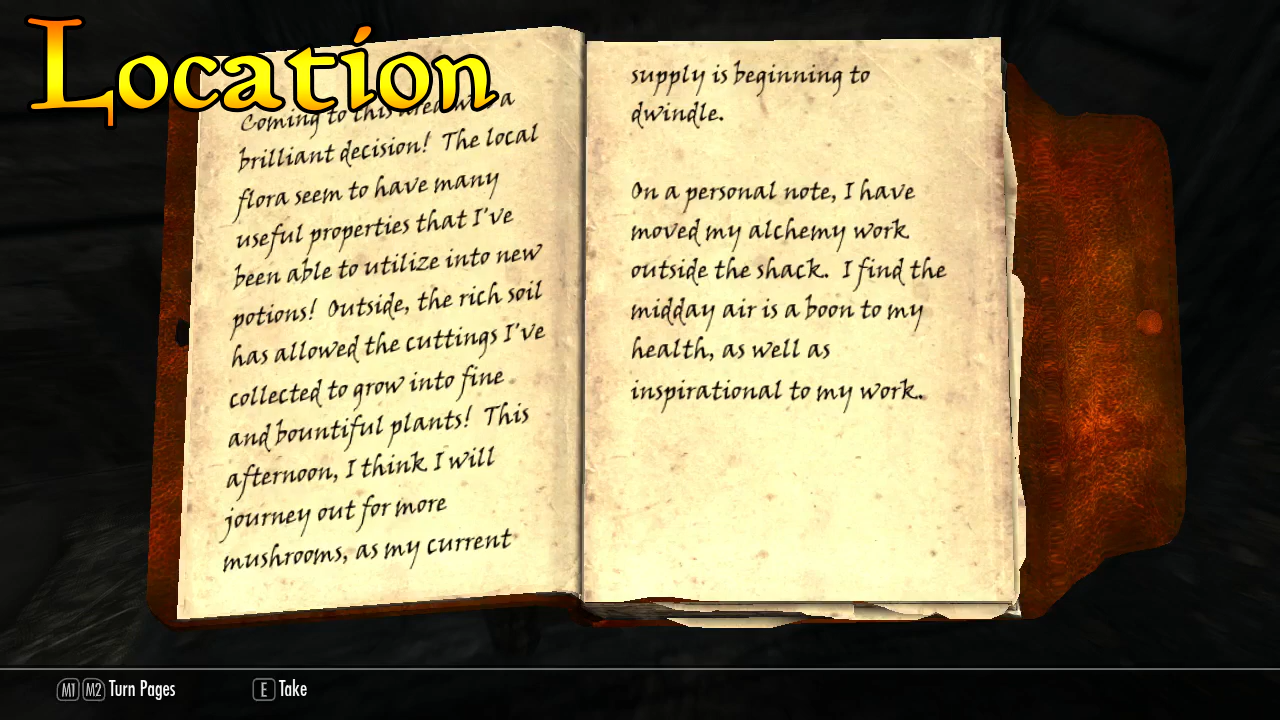 Location
Coming to this area was a
brilliant decision! The local
flora seem to have many
useful properties that I've
been able to utilize into new
potions! Outside, the rich soil
has allowed the cuttings I've
collected to grow into fine
and bountiful plants! This
afternoon, I think I will
journey out for more
mushrooms, as my current
supply is beginning to
dwindle.
On a personal note, I have
moved my alchemy work
outside the shack. I find the
midday air is a boon to my
health, as well as
inspirational to my work.
M1 M2 Turn Pages
E Take